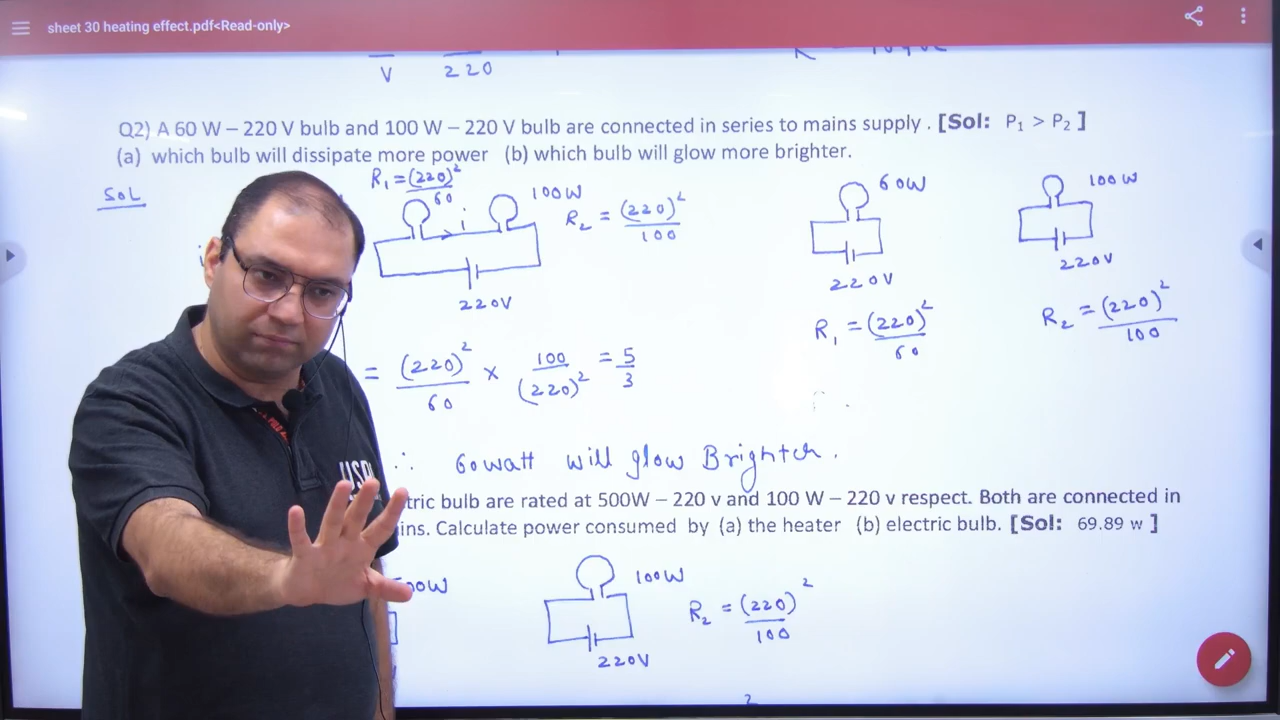 sheet 30 heating effect.pdf<Read-only>
V 220
Q2) A 60 W – 220 V bulb and 100 W – 220 V bulb are connected in series to mains supply . [Sol: P₁ > P₂ ]
(a) which bulb will dissipate more power (b) which bulb will glow more brighter.
SOL
R₁ = (220)² / 60
100W
R₂ = (220)² / 100
i
220V
60W
220V
R₁ = (220)² / 60
100W
220V
R₂ = (220)² / 100
= (220)² / 60 × 100 / (220)² = 5 / 3
∴ 60 watt will glow Brighter.
tric bulb are rated at 500W – 220 v and 100 W – 220 v respect. Both are connected in
ins. Calculate power consumed by (a) the heater (b) electric bulb. [Sol: 69.89 w ]
100W
R₂ = (220)² / 100
220V
2